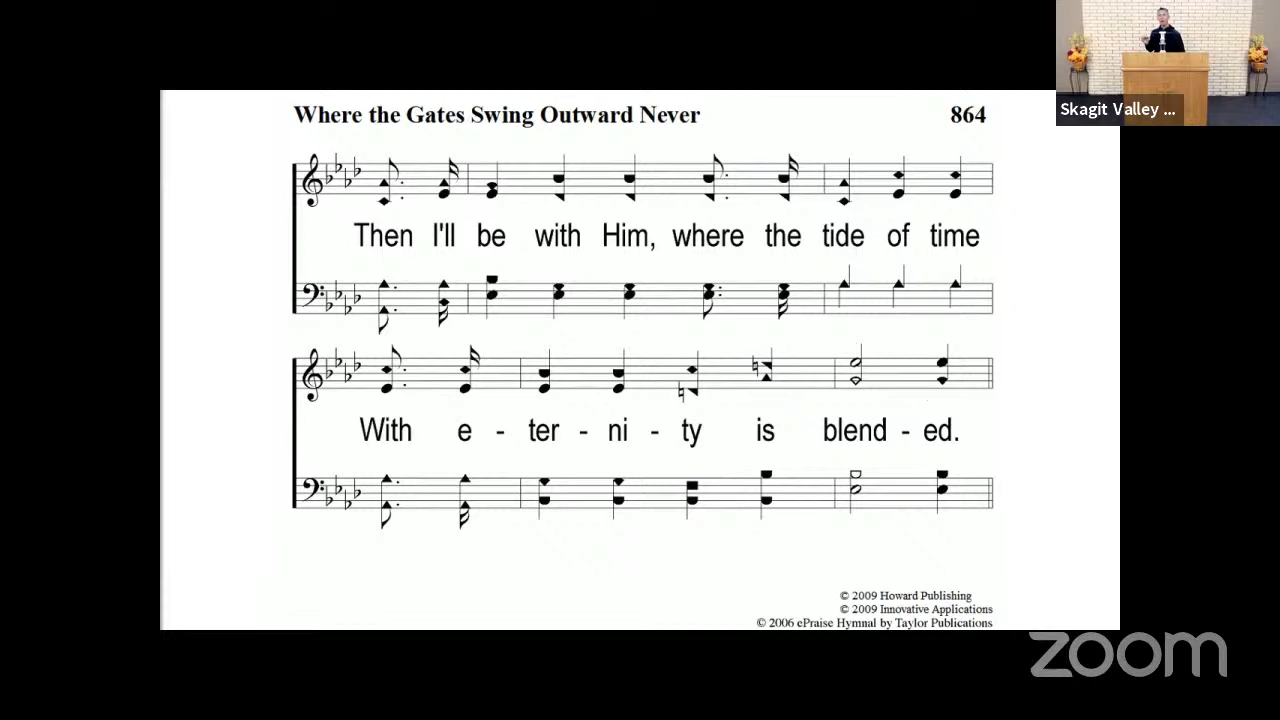 Skagit Valley ...
Where the Gates Swing Outward Never 864
Then I'll be with Him, where the tide of time
With e - ter - ni - ty is blend - ed.
© 2009 Howard Publishing
© 2009 Innovative Applications
© 2006 ePraise Hymnal by Taylor Publications
zoom